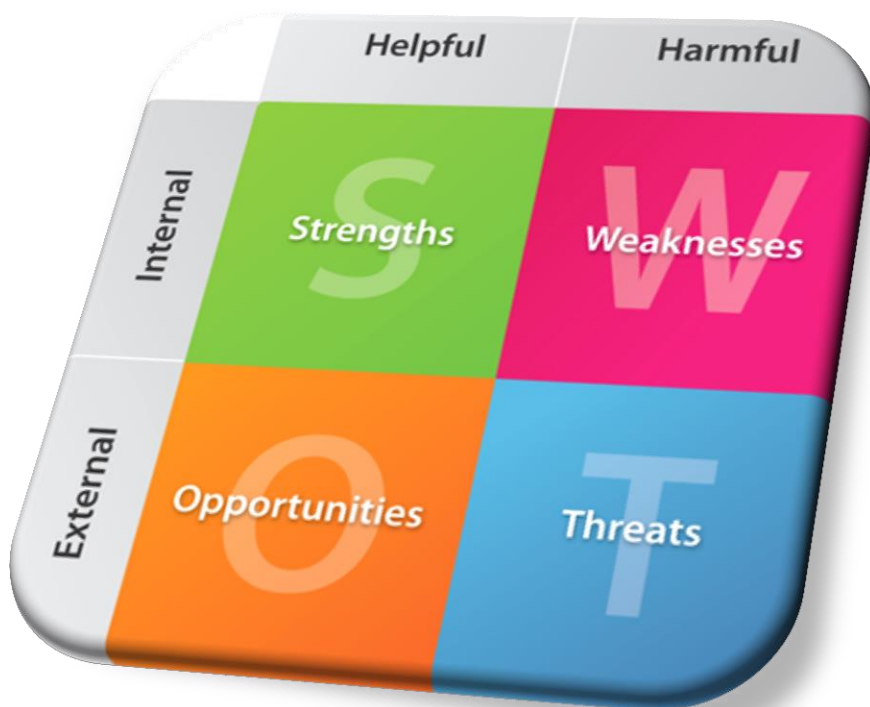 Helpful
Harmful
Internal
S
Strengths
W
Weaknesses
External
O
Opportunities
T
Threats